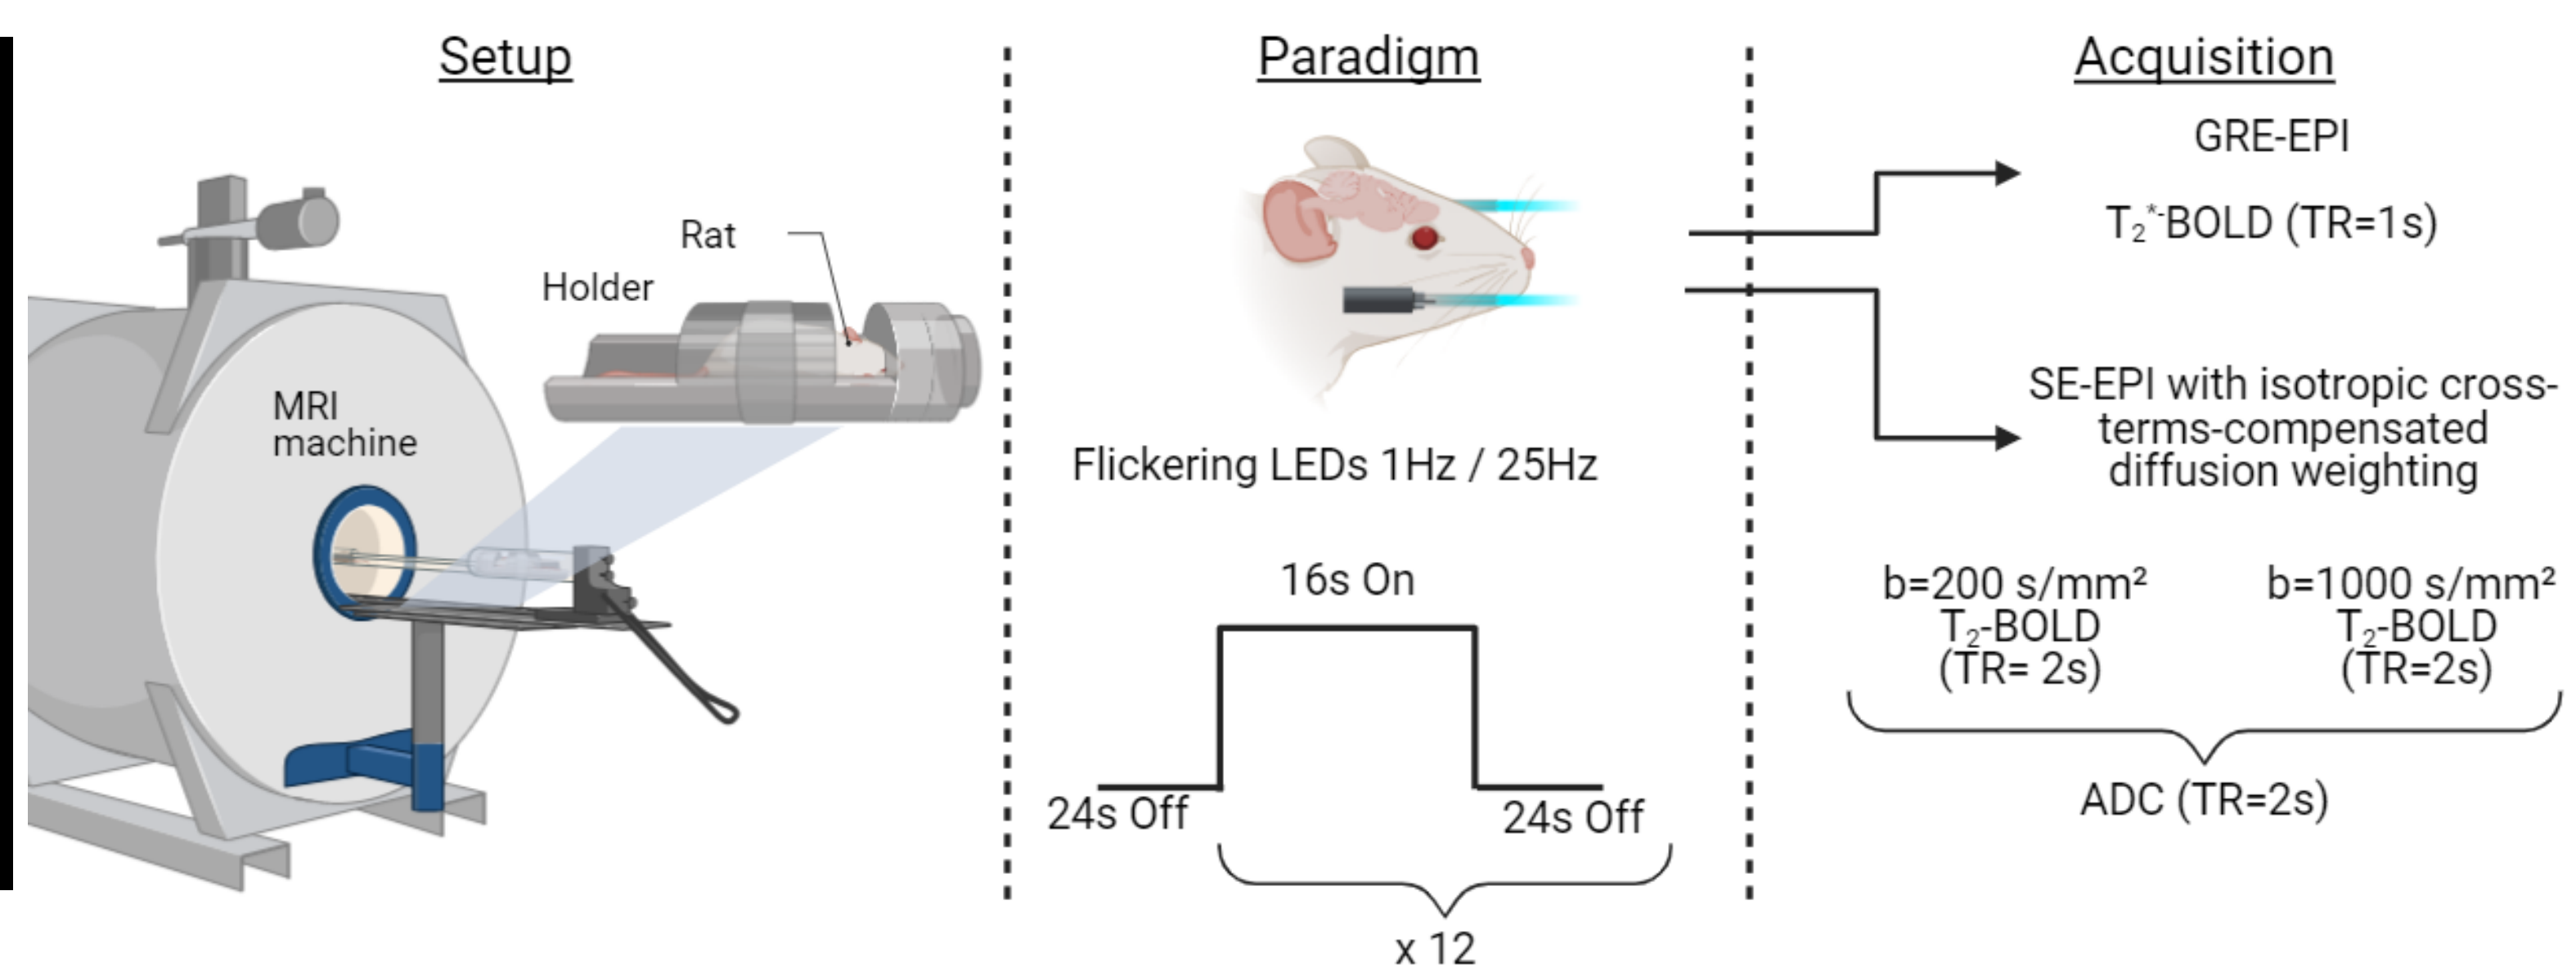 Setup
Rat
Holder
MRI
machine
Paradigm
Flickering LEDs 1Hz / 25Hz
16s On
24s Off
24s Off
x 12
Acquisition
GRE-EPI
T₂*-BOLD (TR=1s)
SE-EPI with isotropic cross-
terms-compensated
diffusion weighting
b=200 s/mm²
T₂-BOLD
(TR= 2s)
b=1000 s/mm²
T₂-BOLD
(TR=2s)
ADC (TR=2s)